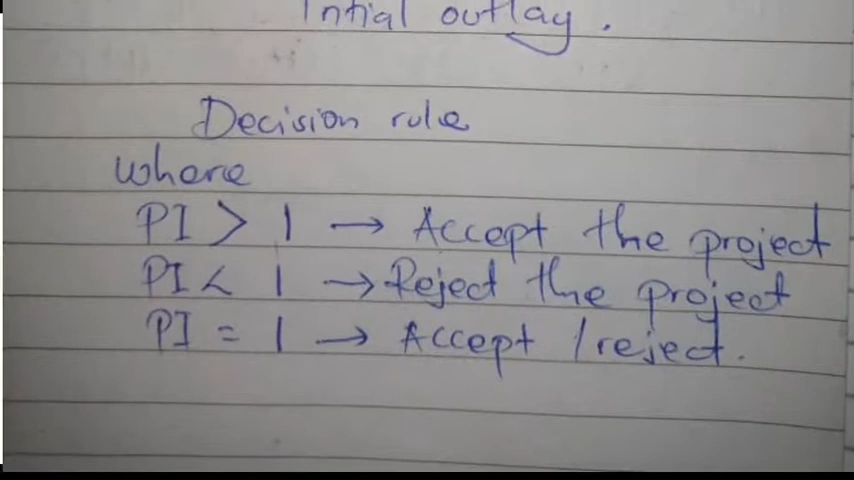 Intial outlay.
Decision rule
where
PI > 1 → Accept the project
PI < 1 → Reject the project
PI = 1 → Accept / reject.